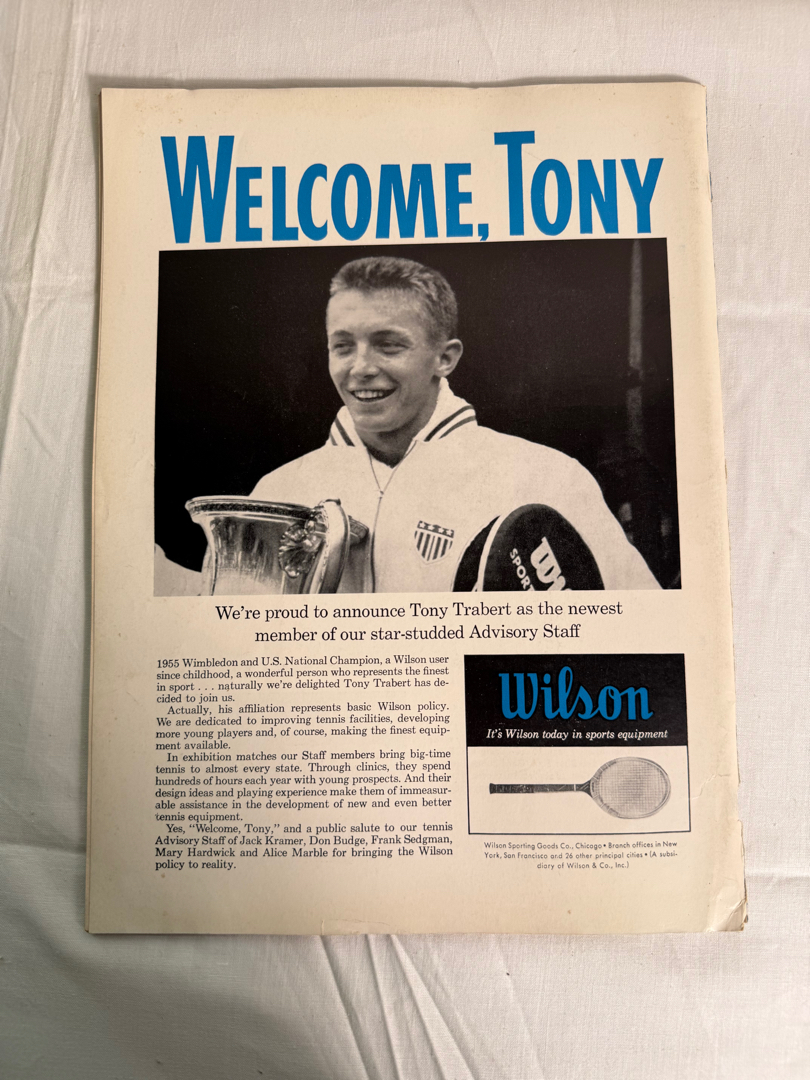 WELCOME, TONY
SPOR
We're proud to announce Tony Trabert as the newest
member of our star-studded Advisory Staff
1955 Wimbledon and U.S. National Champion, a Wilson user
since childhood, a wonderful person who represents the finest
in sport . . . naturally we're delighted Tony Trabert has de-
cided to join us.
Actually, his affiliation represents basic Wilson policy.
We are dedicated to improving tennis facilities, developing
more young players and, of course, making the finest equip-
ment available.
In exhibition matches our Staff members bring big-time
tennis to almost every state. Through clinics, they spend
hundreds of hours each year with young prospects. And their
design ideas and playing experience make them of immeasur-
able assistance in the development of new and even better
tennis equipment.
Yes, "Welcome, Tony," and a public salute to our tennis
Advisory Staff of Jack Kramer, Don Budge, Frank Sedgman,
Mary Hardwick and Alice Marble for bringing the Wilson
policy to reality.
Wilson
It's Wilson today in sports equipment
Wilson Sporting Goods Co., Chicago • Branch offices in New
York, San Francisco and 26 other principal cities • (A subsi-
diary of Wilson & Co., Inc.)